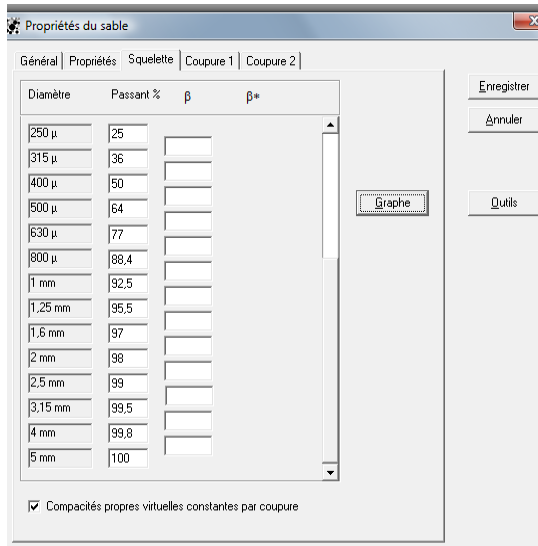 Propriétés du sable
Général Propriétés Squelette Coupure 1 Coupure 2
Enregistrer
Annuler
Outils
Diamètre Passant % β β*
250 µ 25
315 µ 36
400 µ 50
500 µ 64
630 µ 77
800 µ 88,4
1 mm 92,5
1,25 mm 95,5
1,6 mm 97
2 mm 98
2,5 mm 99
3,15 mm 99,5
4 mm 99,8
5 mm 100
Graphe
Compacités propres virtuelles constantes par coupure